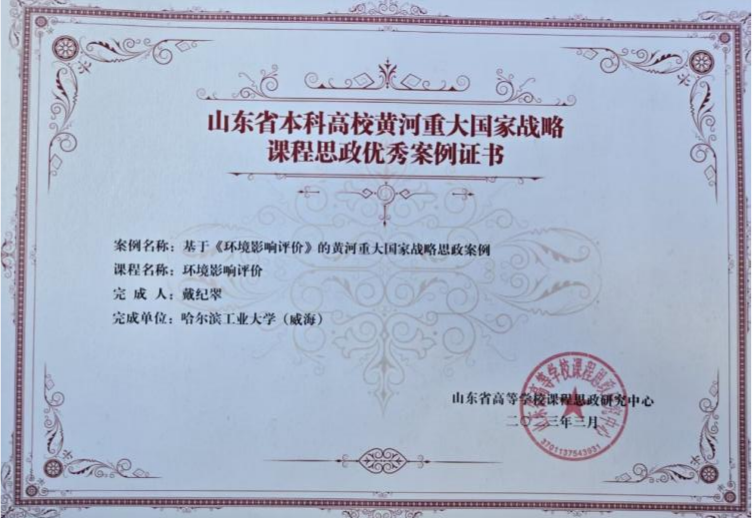 山东省本科高校黄河重大国家战略
课程思政优秀案例证书
案例名称：基于《环境影响评价》的黄河重大国家战略思政案例
课程名称：环境影响评价
完 成 人：戴纪翠
完成单位：哈尔滨工业大学（威海）
山东省高等学校课程思政研究中心
二〇二三年三月
山东省高等学校课程思政研究中心
3701137543931